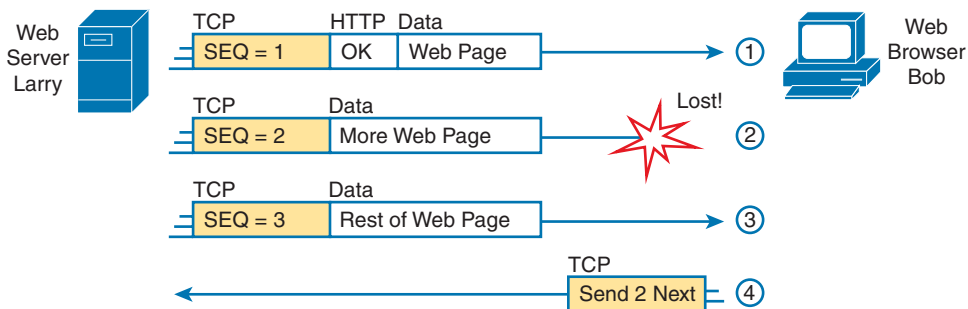 Web
Server
Larry
TCP HTTP Data
SEQ = 1 OK Web Page
1
Web
Browser
Bob
TCP Data
SEQ = 2 More Web Page
Lost!
2
TCP Data
SEQ = 3 Rest of Web Page
3
TCP
Send 2 Next
4